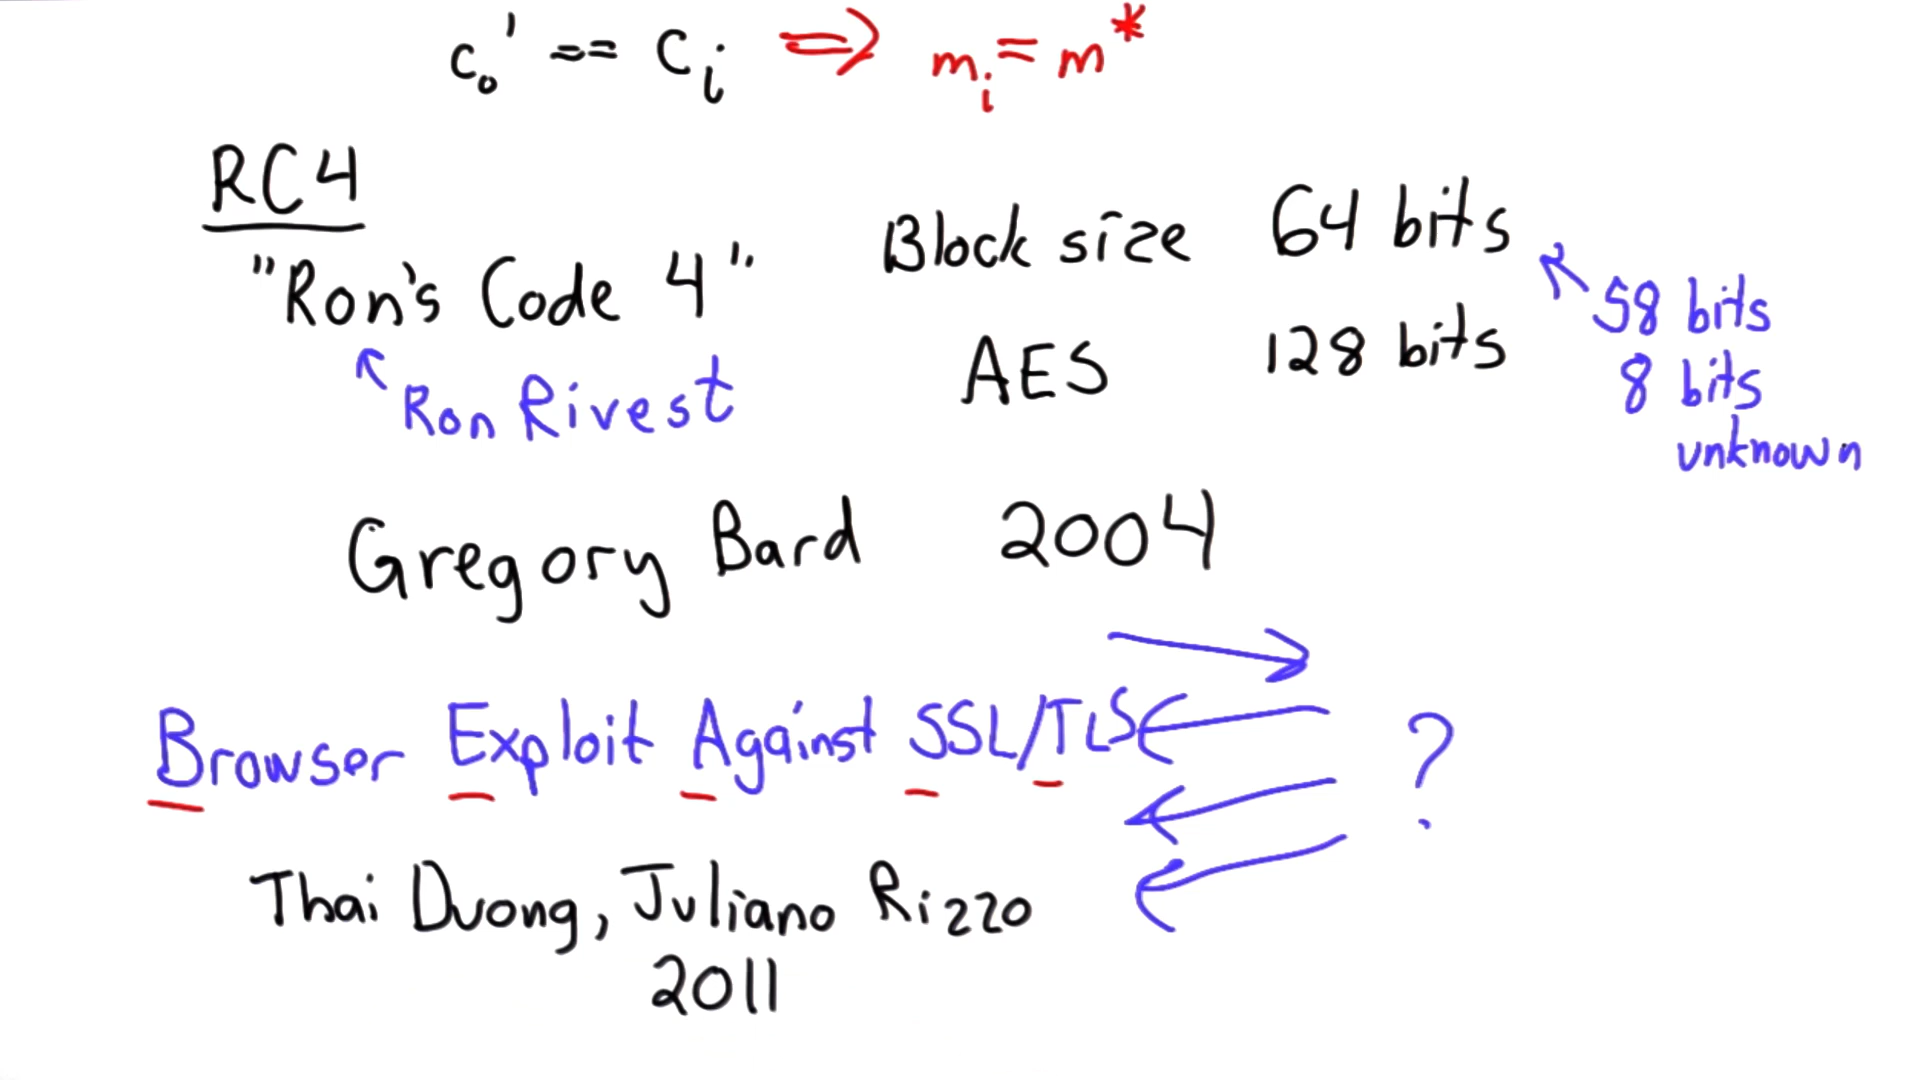 c₀' == cᵢ ⇒ mᵢ = m*
RC4
"Ron's Code 4"
Ron Rivest
Block size 64 bits
AES 128 bits
58 bits
8 bits
unknown
Gregory Bard 2004
Browser Exploit Against SSL/TLS
?
Thai Duong, Juliano Rizzo
2011